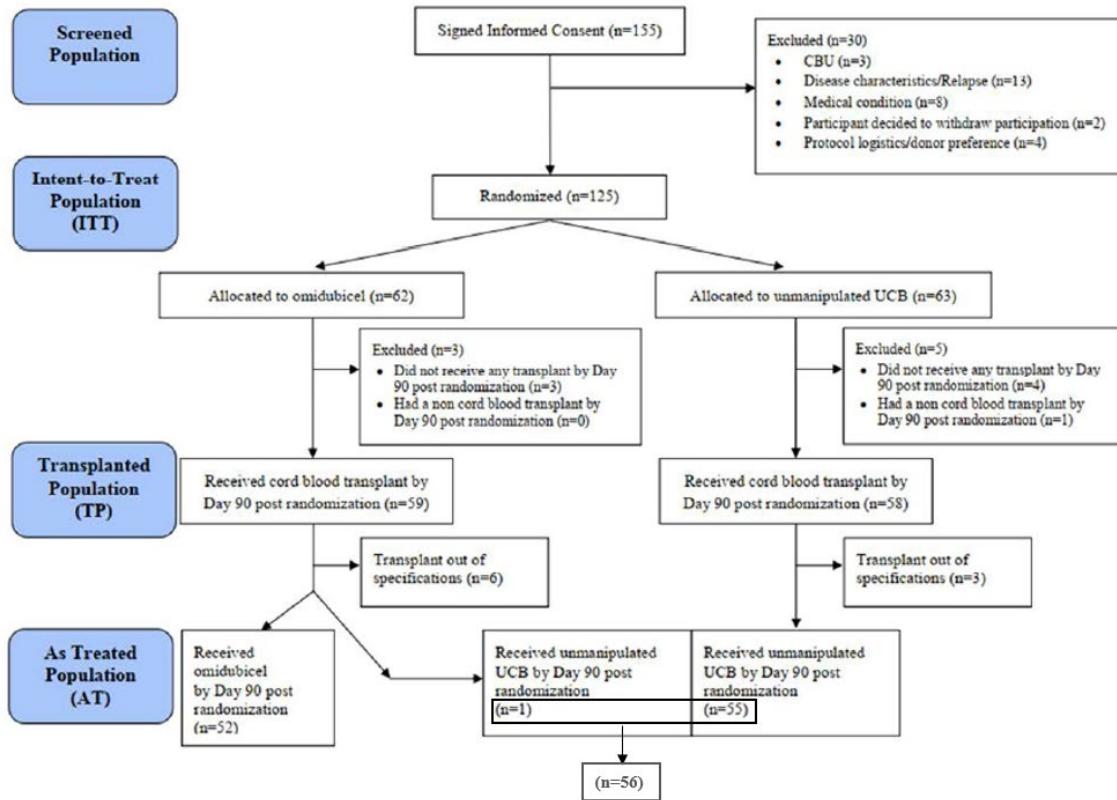 Screened
Population
Signed Informed Consent (n=155)
Excluded (n=30)
• CBU (n=3)
• Disease characteristics/Relapse (n=13)
• Medical condition (n=8)
• Participant decided to withdraw participation (n=2)
• Protocol logistics/donor preference (n=4)
Intent-to-Treat
Population
(ITT)
Randomized (n=125)
Allocated to omidubicel (n=62)
Allocated to unmanipulated UCB (n=63)
Excluded (n=3)
• Did not receive any transplant by Day
90 post randomization (n=3)
• Had a non cord blood transplant by
Day 90 post randomization (n=0)
Excluded (n=5)
• Did not receive any transplant by Day
90 post randomization (n=4)
• Had a non cord blood transplant by
Day 90 post randomization (n=1)
Transplanted
Population
(TP)
Received cord blood transplant by
Day 90 post randomization (n=59)
Received cord blood transplant by
Day 90 post randomization (n=58)
Transplant out of
specifications (n=6)
Transplant out of
specifications (n=3)
As Treated
Population
(AT)
Received
omidubicel
by Day 90 post
randomization
(n=52)
Received unmanipulated
UCB by Day 90 post
randomization
(n=1)
Received unmanipulated
UCB by Day 90 post
randomization
(n=55)
(n=56)